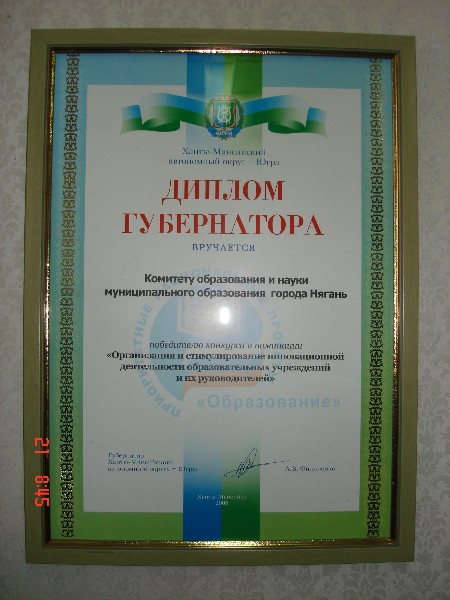 Ханты-Мансийский
автономный округ – Югра
ДИПЛОМ
ГУБЕРНАТОРА
ВРУЧАЕТСЯ
Комитету образования и науки
муниципального образования города Нягань
победителю конкурса в номинации
«Организация и стимулирование инновационной
деятельности образовательных учреждений
и их руководителей»
ПРИОРИТЕТНЫЕ
«Образование»
Губернатор
Ханты-Мансийского
автономного округа – Югры
А.В. Филипенко
Ханты-Мансийск
2008
21 8:45